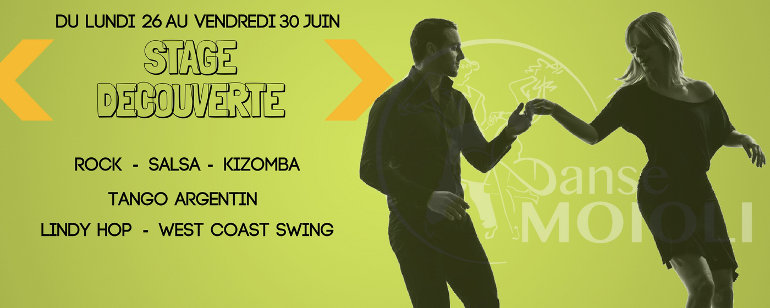 DU LUNDI 26 AU VENDREDI 30 JUIN
STAGE
DECOUVERTE
ROCK - SALSA - KIZOMBA
TANGO ARGENTIN
LINDY HOP - WEST COAST SWING
Danse
MOIOLI